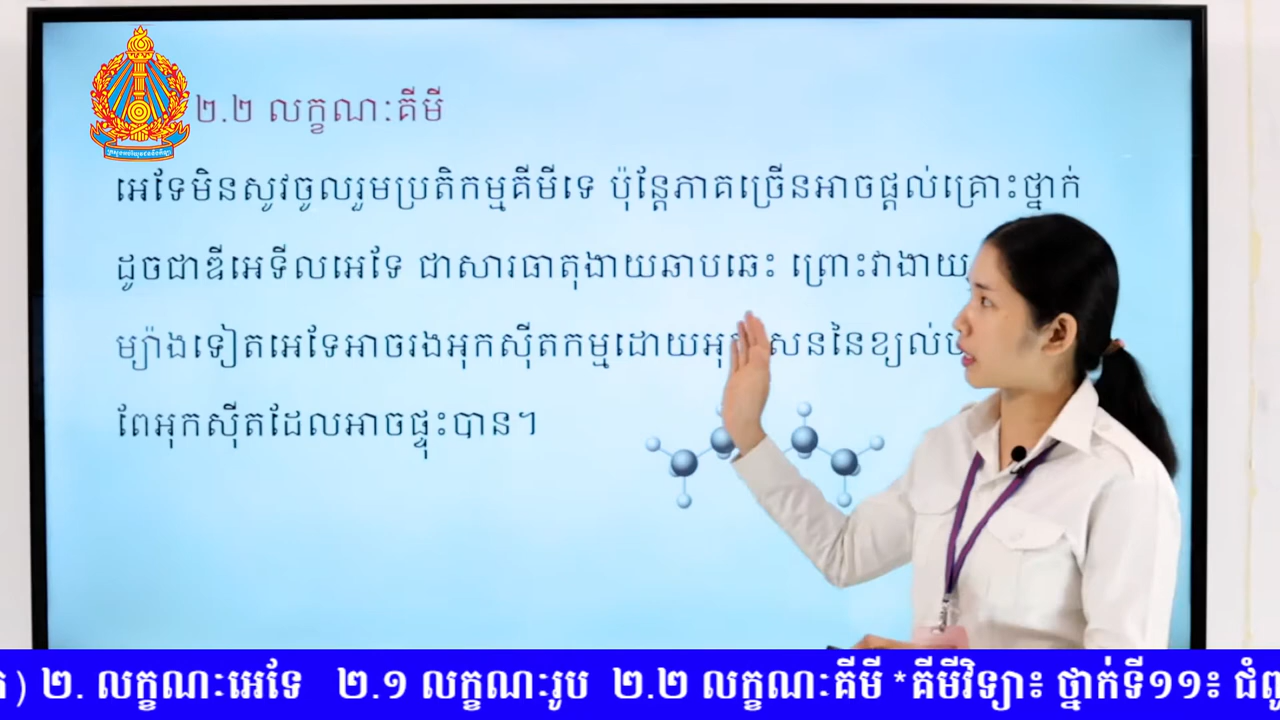 ២.២ លក្ខណៈគីមី
អេទែមិនសូវចូលរួមប្រតិកម្មគីមីទេ ប៉ុន្តែភាគច្រើនអាចផ្តល់គ្រោះថ្នាក់
ដូចជាឌីអេទីលអេទែ ជាសារធាតុងាយឆាបឆេះ ព្រោះវាងាយ
ម្យ៉ាងទៀតអេទែអាចរងអុកស៊ីតកម្មដោយ សននៃខ្យល់
ពែអុកស៊ីតដែលអាចផ្ទុះបាន។
) ២. លក្ខណៈអេទែ ២.១ លក្ខណៈរូប ២.២ លក្ខណៈគីមី *គីមីវិទ្យា៖ ថ្នាក់ទី១១៖